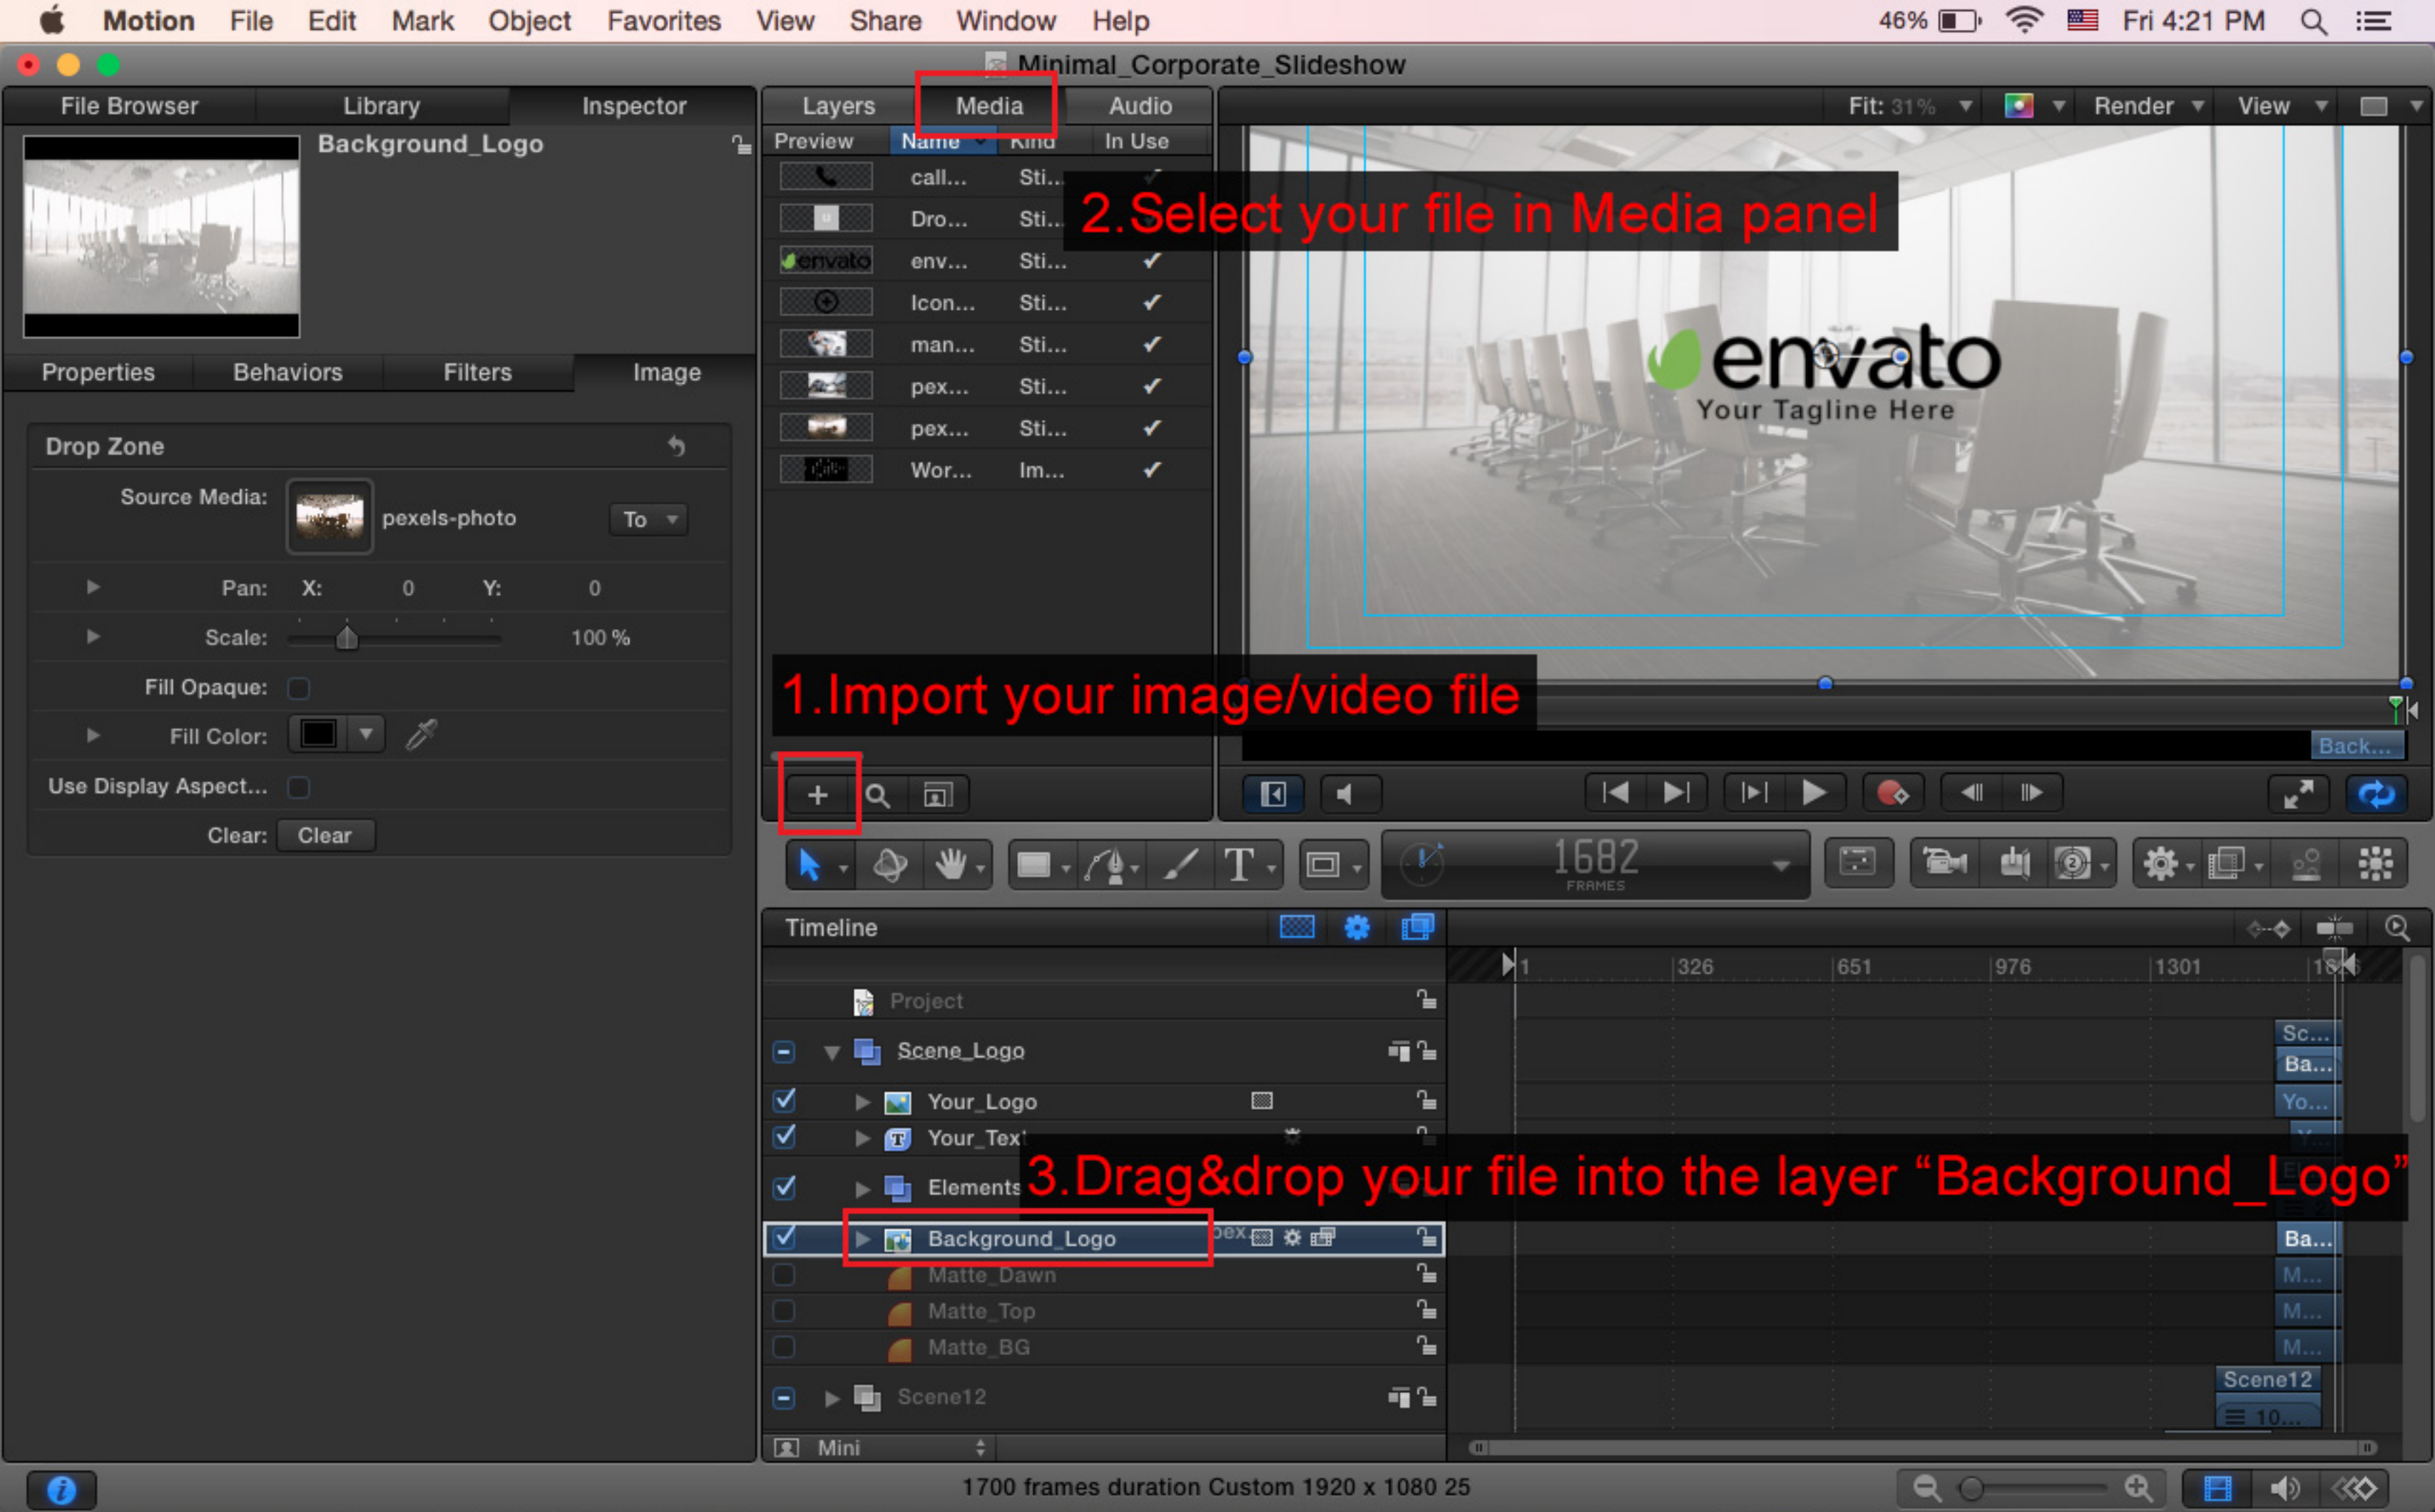 Motion File Edit Mark Object Favorites View Share Window Help 46% Fri 4:21 PM
Minimal_Corporate_Slideshow
File Browser Library Inspector
Background_Logo
Properties Behaviors Filters Image
Drop Zone
Source Media: pexels-photo To
Pan: X: 0 Y: 0
Scale: 100 %
Fill Opaque:
Fill Color:
Use Display Aspect...
Clear: Clear
Layers Media Audio
Preview Name Kind In Use
call... Sti...
Dro... Sti...
envato env... Sti...
Icon... Sti...
man... Sti...
pex... Sti...
pex... Sti...
Wor... Im...
Fit: 31% Render View
2.Select your file in Media panel
envato
Your Tagline Here
1.Import your image/video file
Back...
T 1682
FRAMES
Timeline
1 326 651 976 1301
Project
Scene_Logo Sc...
Ba...
Your_Logo Yo...
Your_Text Y...
Elements
3.Drag&drop your file into the layer “Background_Logo”
Background_Logo pex. Ba...
Matte_Dawn M...
Matte_Top M...
Matte_BG M...
Scene12 Scene12
10...
Mini
1700 frames duration Custom 1920 x 1080 25